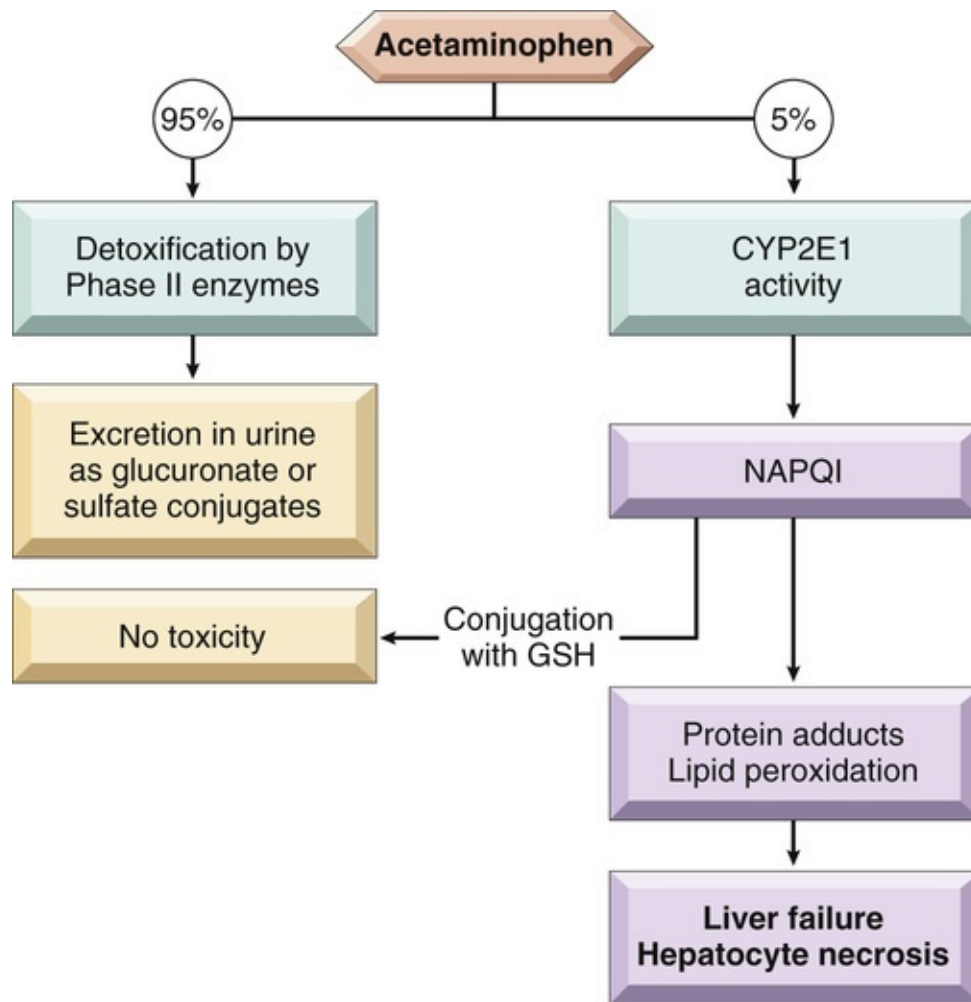 Acetaminophen
95%
5%
Detoxification by
Phase II enzymes
CYP2E1
activity
Excretion in urine
as glucuronate or
sulfate conjugates
NAPQI
No toxicity
Conjugation
with GSH
Protein adducts
Lipid peroxidation
Liver failure
Hepatocyte necrosis